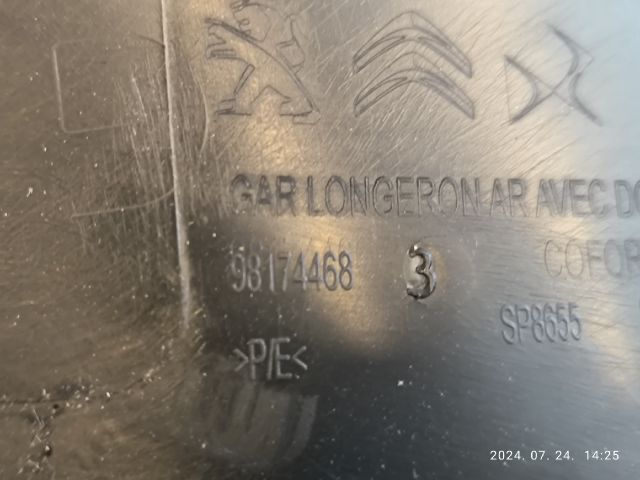 GAR LONGERON AR AVEC DO
COFOR
98174468 3
SP8655
>P/E<
2024. 07. 24. 14:25